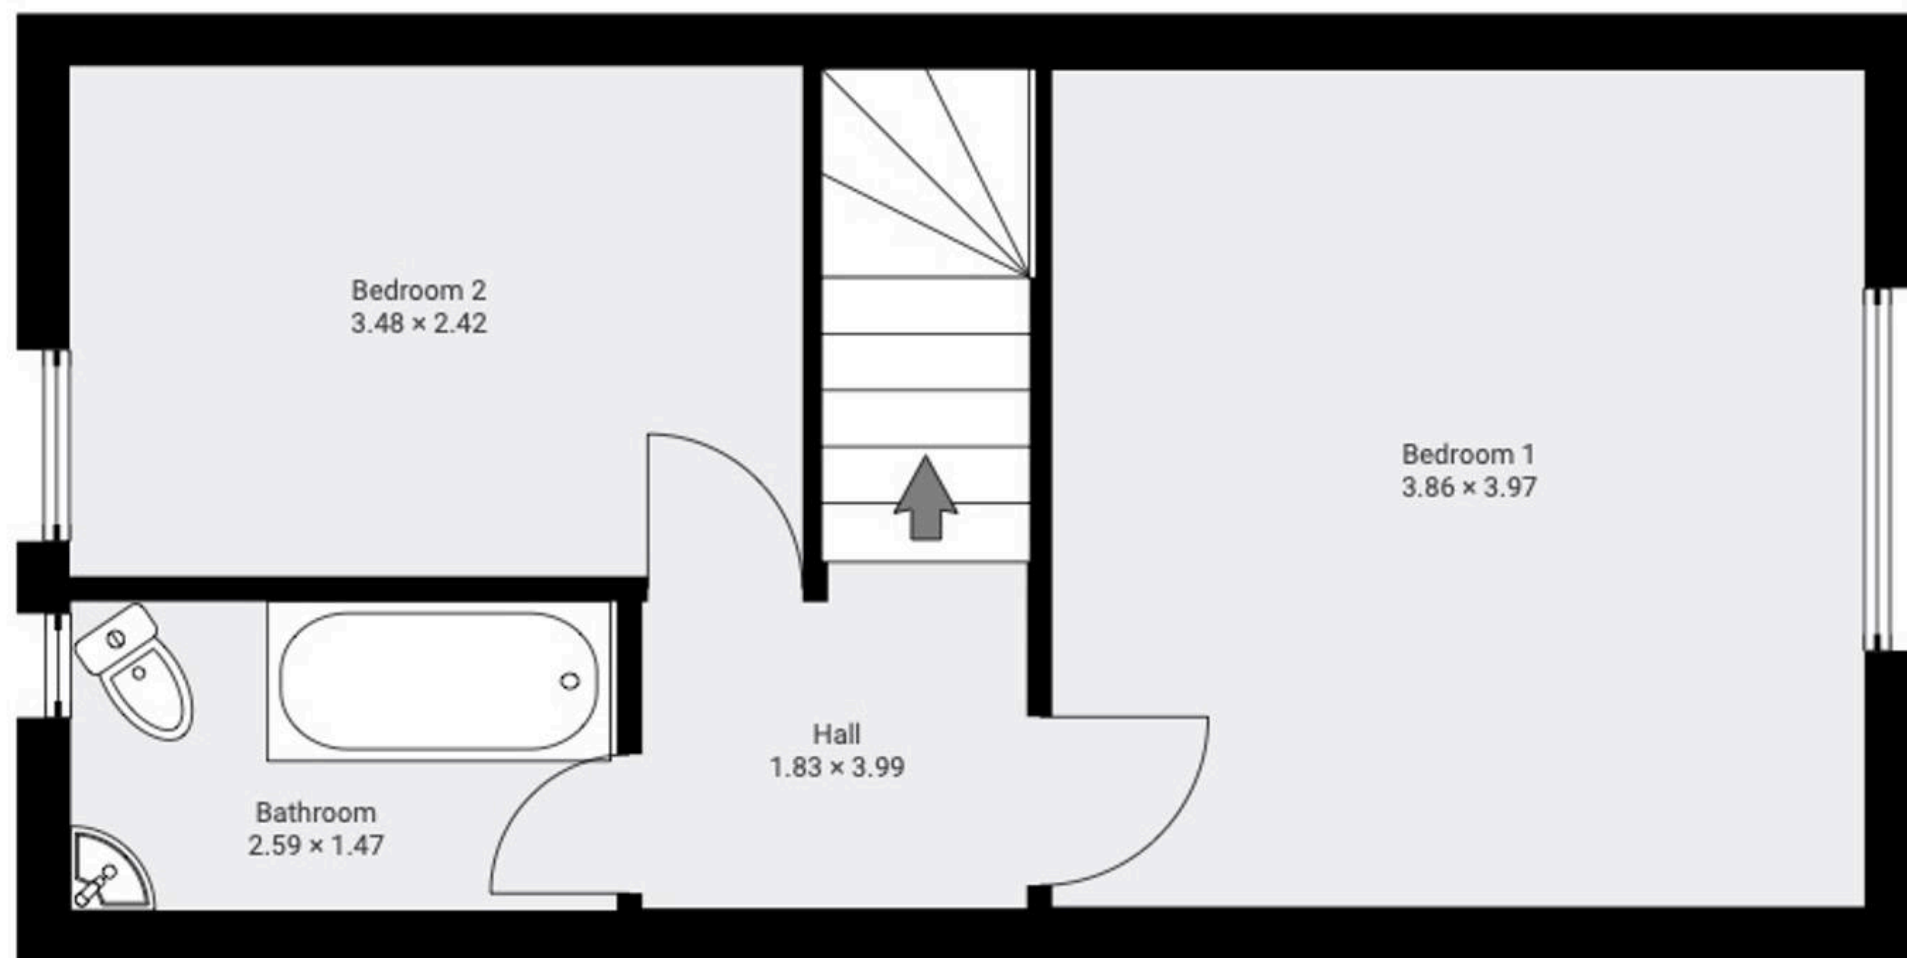 Bedroom 2
3.48 × 2.42
Bedroom 1
3.86 × 3.97
Hall
1.83 × 3.99
Bathroom
2.59 × 1.47